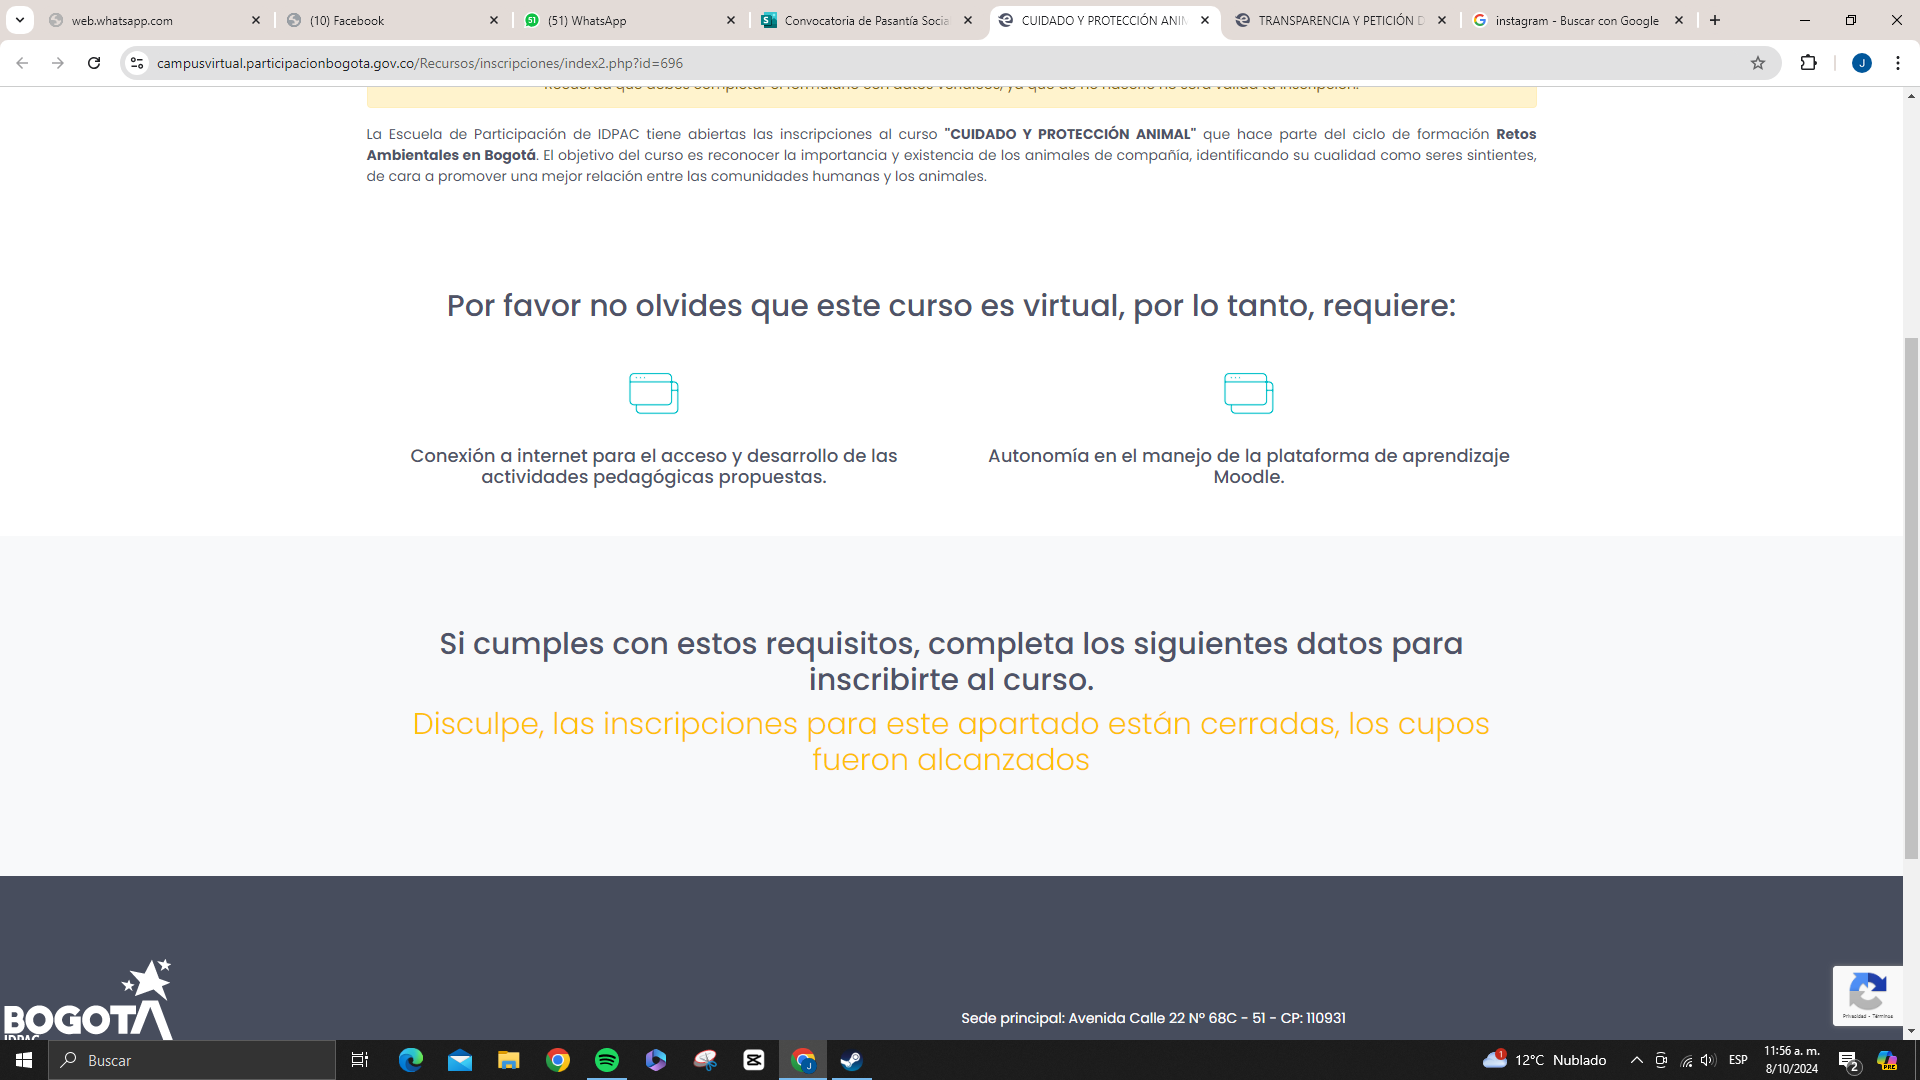 web.whatsapp.com
(10) Facebook
(51) WhatsApp
Convocatoria de Pasantía Socia
CUIDADO Y PROTECCIÓN ANIM
TRANSPARENCIA Y PETICIÓN D
instagram - Buscar con Google
campusvirtual.participacionbogota.gov.co/Recursos/inscripciones/index2.php?id=696
J
La Escuela de Participación de IDPAC tiene abiertas las inscripciones al curso "CUIDADO Y PROTECCIÓN ANIMAL" que hace parte del ciclo de formación Retos
Ambientales en Bogotá. El objetivo del curso es reconocer la importancia y existencia de los animales de compañía, identificando su cualidad como seres sintientes,
de cara a promover una mejor relación entre las comunidades humanas y los animales.
Por favor no olvides que este curso es virtual, por lo tanto, requiere:
Conexión a internet para el acceso y desarrollo de las
actividades pedagógicas propuestas.
Autonomía en el manejo de la plataforma de aprendizaje
Moodle.
Si cumples con estos requisitos, completa los siguientes datos para
inscribirte al curso.
Disculpe, las inscripciones para este apartado están cerradas, los cupos
fueron alcanzados
BOGOTÁ
IDPAC
Sede principal: Avenida Calle 22 N° 68C - 51 - CP: 110931
Privacidad - Términos
Buscar
12°C Nublado
ESP
11:56 a. m.
8/10/2024
2